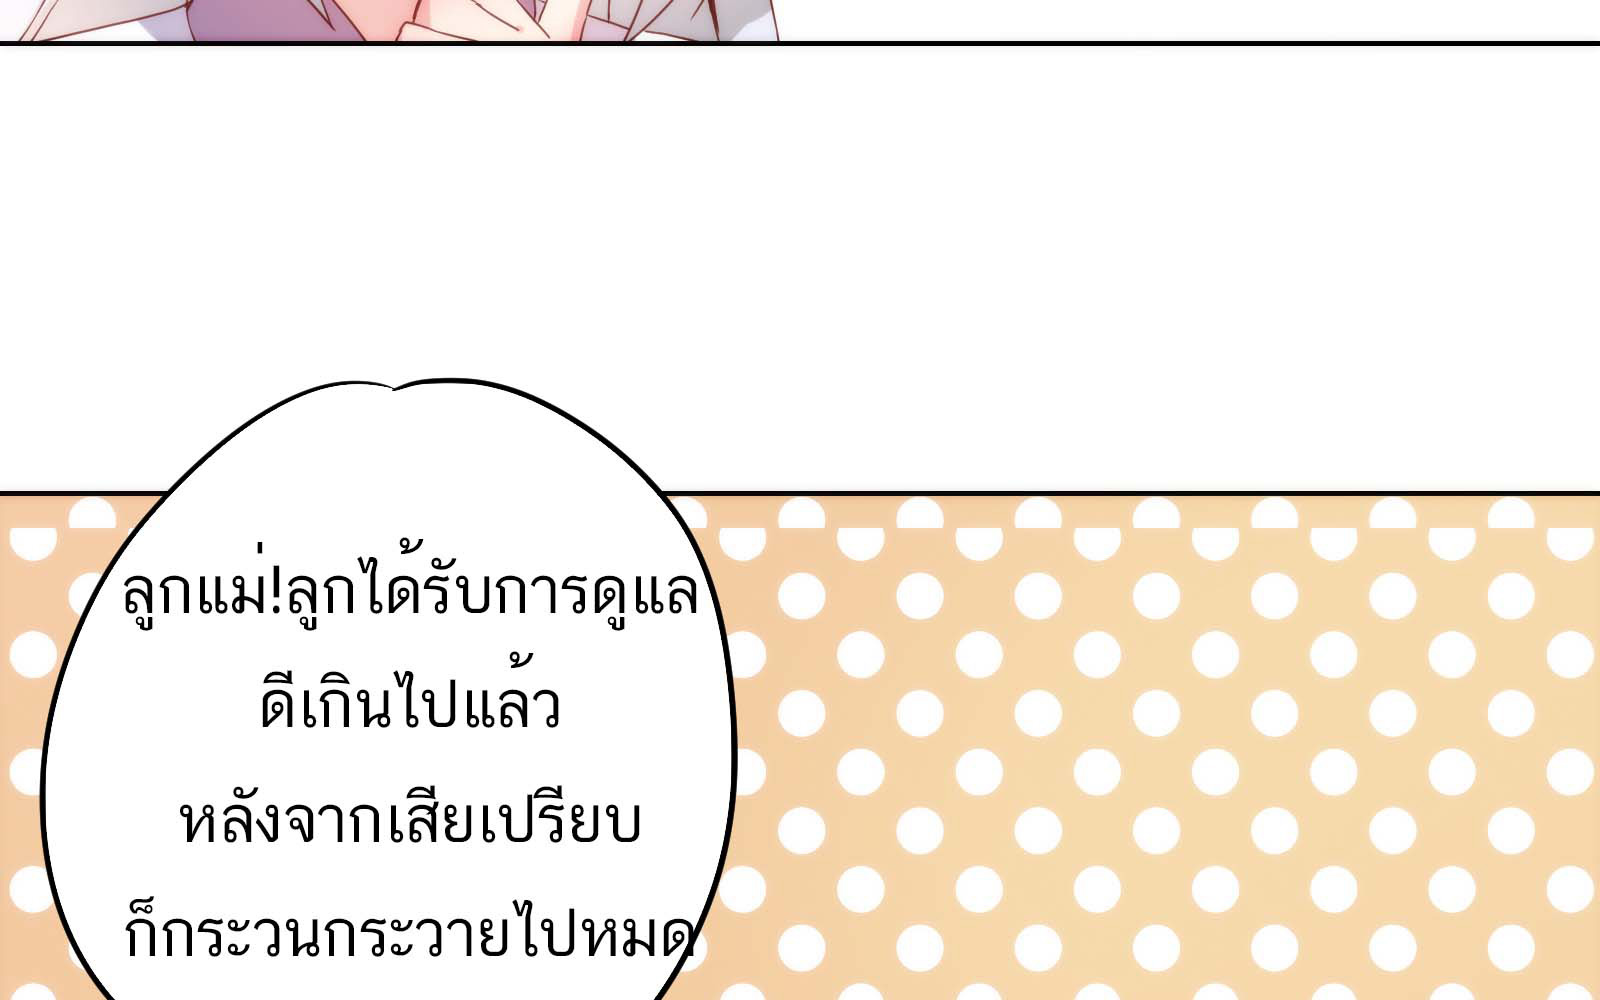 ลูกแม่!ลูกได้รับการดูแล
ดีเกินไปแล้ว
หลังจากเสียเปรียบ
ก็กระวนกระวายไปหมด